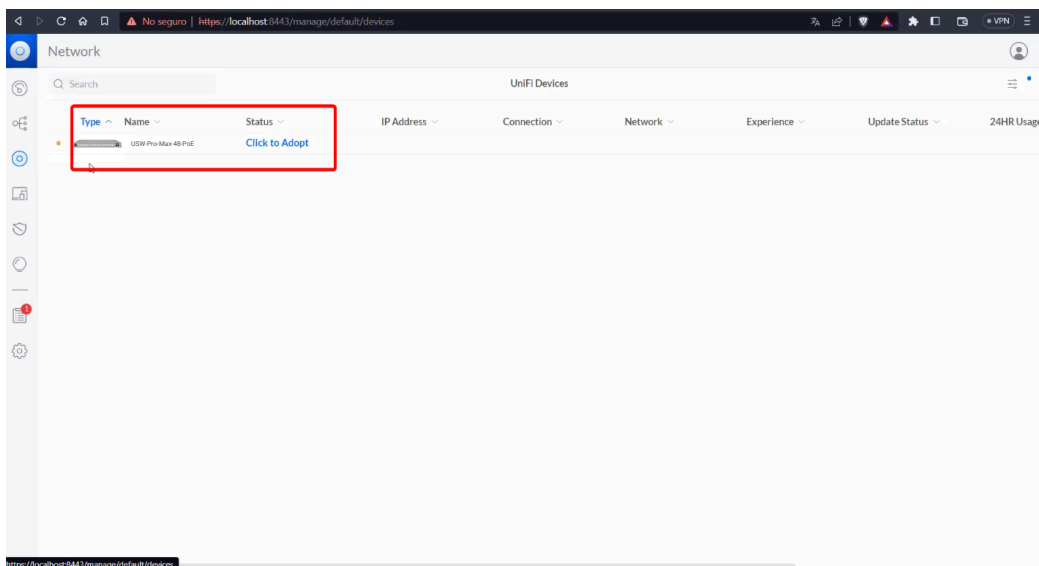 No seguro | https://localhost:8443/manage/default/devices
VPN
Network
Search
UniFi Devices
Type Name Status IP Address Connection Network Experience Update Status 24HR Usage
USW-Pro-Max-48-PoE Click to Adopt
1
https://localhost:8443/manage/default/devices